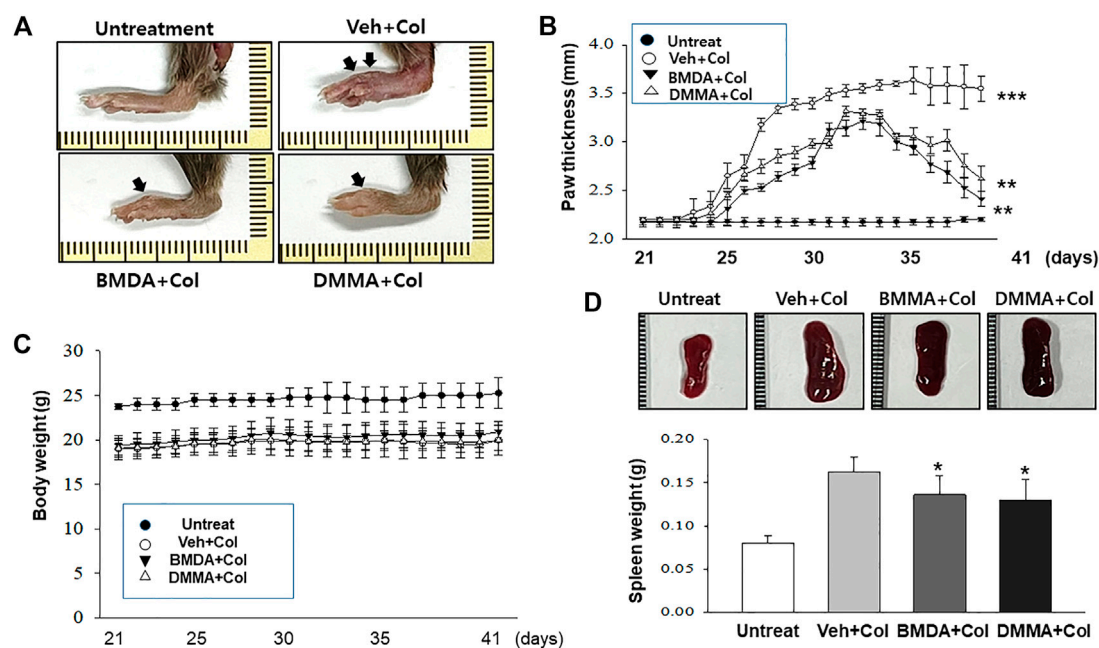 A
Untreatment
Veh+Col
BMDA+Col
DMMA+Col
B
Untreat
Veh+Col
BMDA+Col
DMMA+Col
Paw thickness (mm)
4.0
3.5
3.0
2.5
2.0
***
**
**
21 25 30 35 41 (days)
C
Body weight (g)
30
25
20
15
10
5
0
Untreat
Veh+Col
BMDA+Col
DMMA+Col
21 25 30 35 41 (days)
D
Untreat Veh+Col BMMA+Col DMMA+Col
Spleen weight (g)
0.20
0.15
0.10
0.05
0.00
* *
Untreat Veh+Col BMDA+Col DMMA+Col